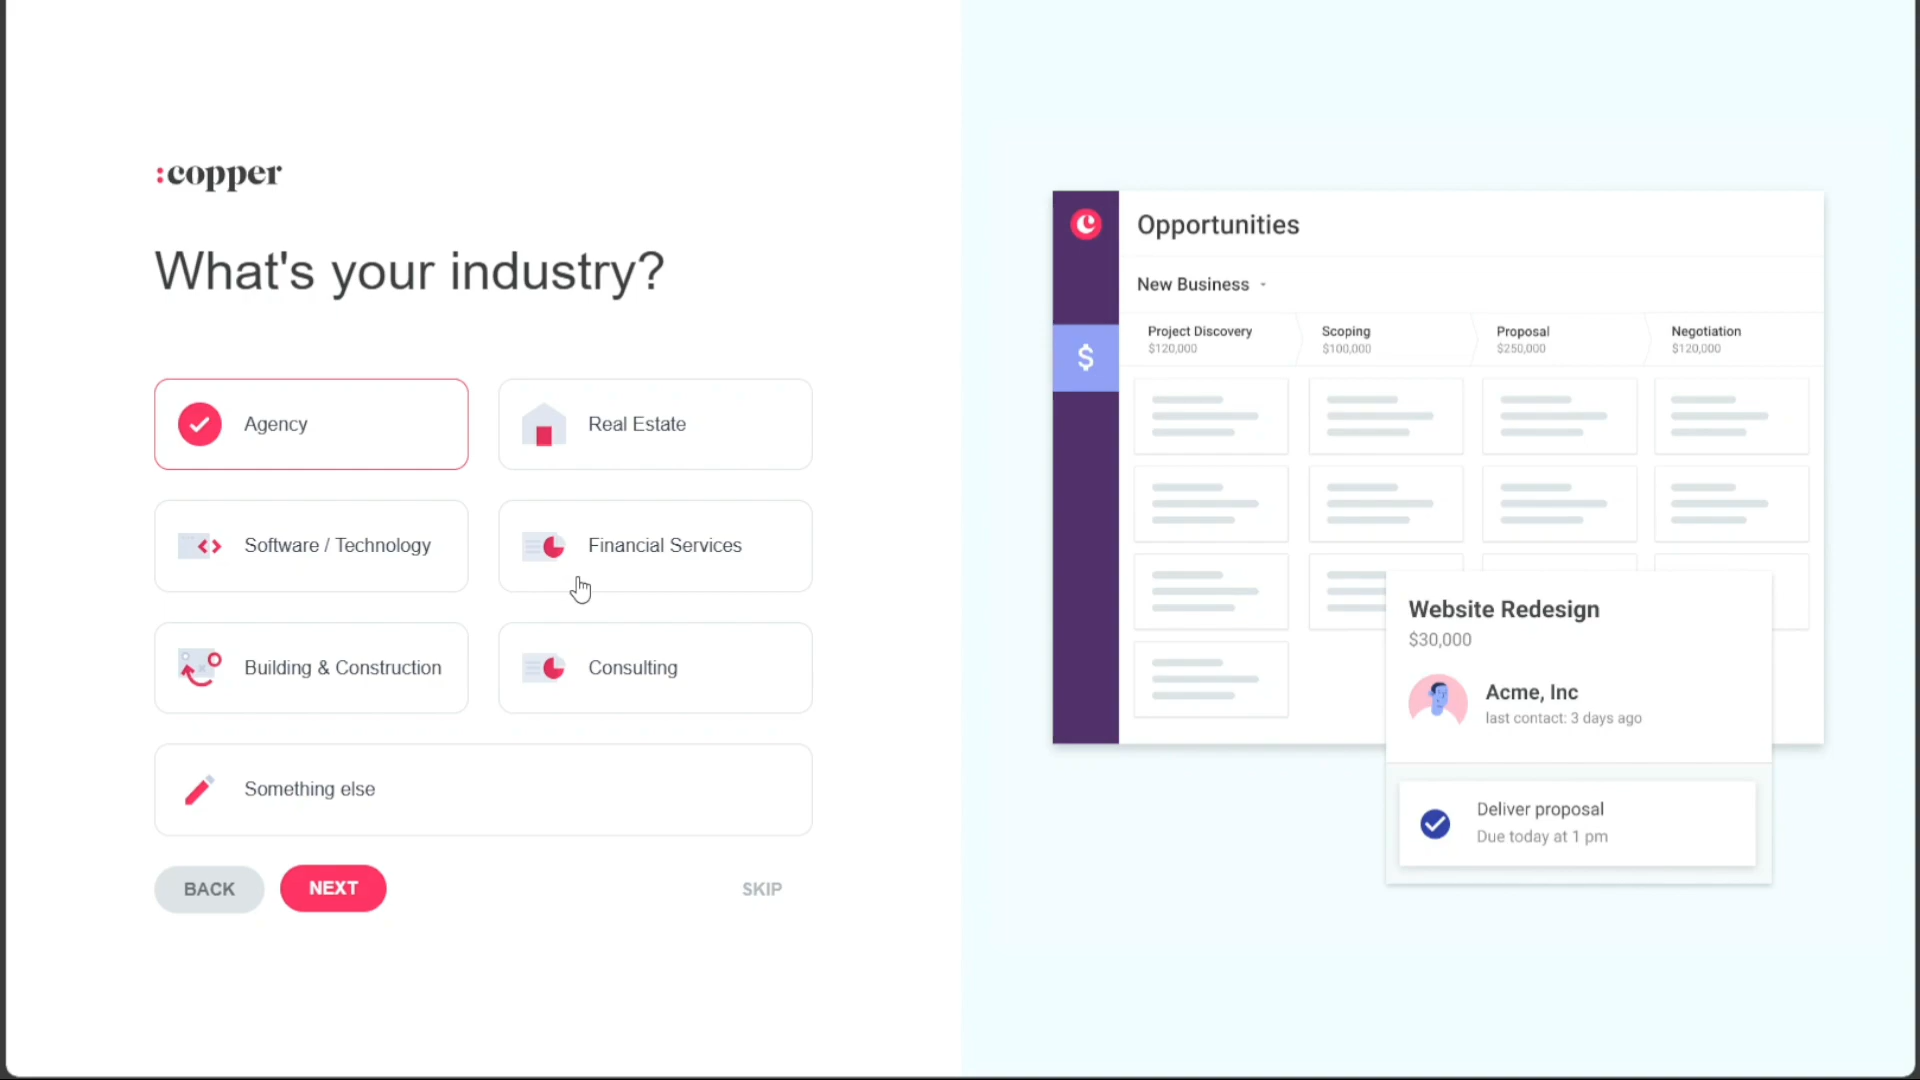 :copper
What's your industry?
Agency
Real Estate
Software / Technology
Financial Services
Building & Construction
Consulting
Something else
BACK
NEXT
SKIP
Opportunities
New Business
Project Discovery
$120,000
Scoping
$100,000
Proposal
$250,000
Negotiation
$120,000
$
Website Redesign
$30,000
Acme, Inc
last contact: 3 days ago
Deliver proposal
Due today at 1 pm